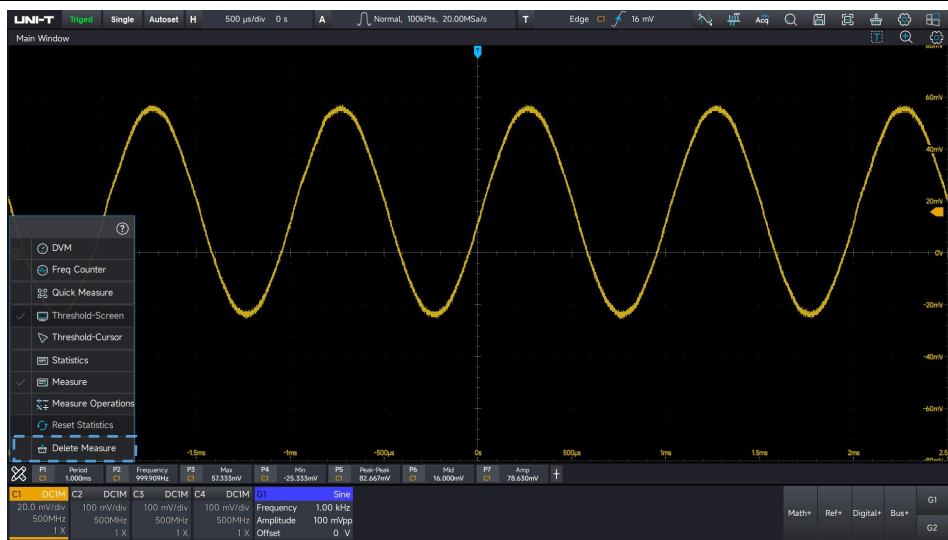 UNI-T Triged Single Autoset H 500 μs/div 0 s A Normal, 100kPts, 20.00MSa/s T Edge C1 16 mV Acq
Main Window T
T
60mV
40mV
20mV
0V
-20mV
-40mV
-60mV
?
DVM
Freq Counter
Quick Measure
Threshold-Screen
Threshold-Cursor
Statistics
Measure
Measure Operations
Reset Statistics
Delete Measure
-1.5ms -1ms -500μs 0s 500μs 1ms 1.5ms 2ms 2.5
P1 Period P2 Frequency P3 Max P4 Min P5 Peak-Peak P6 Mid P7 Amp
C1 1.000ms C1 999.909Hz C1 57.333mV C1 -25.333mV C1 82.667mV C1 16.000mV C1 78.630mV
C1 DC1M C2 DC1M C3 DC1M C4 DC1M G1 Sine
20.0 mV/div 100 mV/div 100 mV/div 100 mV/div Frequency 1.00 kHz
500MHz 500MHz 500MHz 500MHz Amplitude 100 mVpp
1 X 1 X 1 X 1 X Offset 0 V
Math+ Ref+ Digital+ Bus+
G1
G2